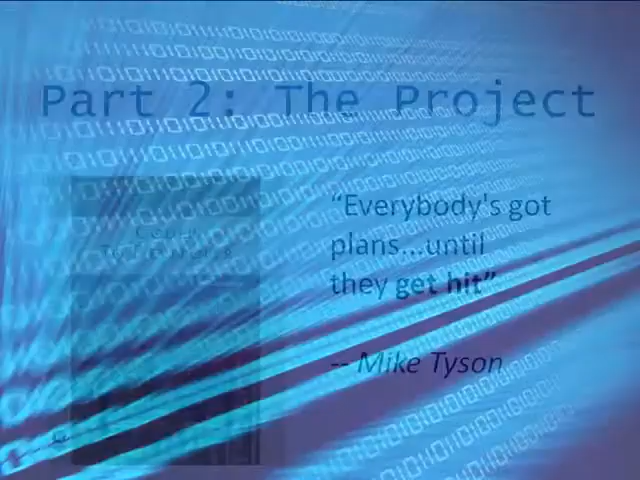 Part 2: The Project
“Everybody's got
plans...until
they get hit”
-- Mike Tyson